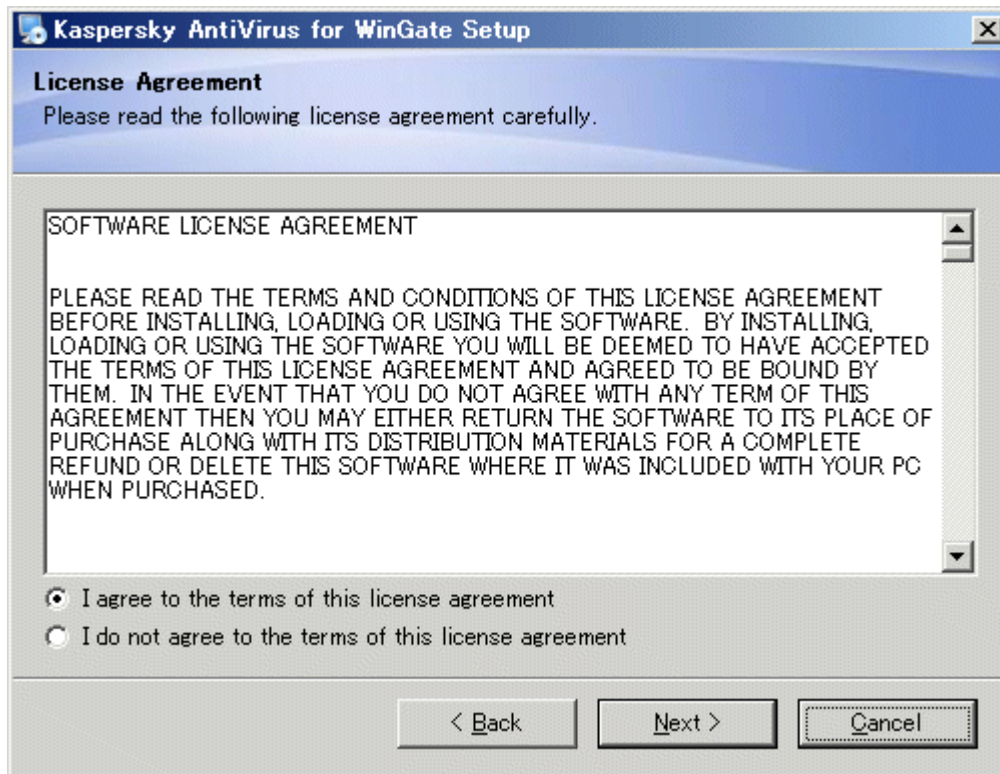 Kaspersky AntiVirus for WinGate Setup
License Agreement
Please read the following license agreement carefully.
SOFTWARE LICENSE AGREEMENT
PLEASE READ THE TERMS AND CONDITIONS OF THIS LICENSE AGREEMENT
BEFORE INSTALLING, LOADING OR USING THE SOFTWARE.  BY INSTALLING,
LOADING OR USING THE SOFTWARE YOU WILL BE DEEMED TO HAVE ACCEPTED
THE TERMS OF THIS LICENSE AGREEMENT AND AGREED TO BE BOUND BY
THEM.  IN THE EVENT THAT YOU DO NOT AGREE WITH ANY TERM OF THIS
AGREEMENT THEN YOU MAY EITHER RETURN THE SOFTWARE TO ITS PLACE OF
PURCHASE ALONG WITH ITS DISTRIBUTION MATERIALS FOR A COMPLETE
REFUND OR DELETE THIS SOFTWARE WHERE IT WAS INCLUDED WITH YOUR PC
WHEN PURCHASED.
I agree to the terms of this license agreement
I do not agree to the terms of this license agreement
< Back
Next >
Cancel